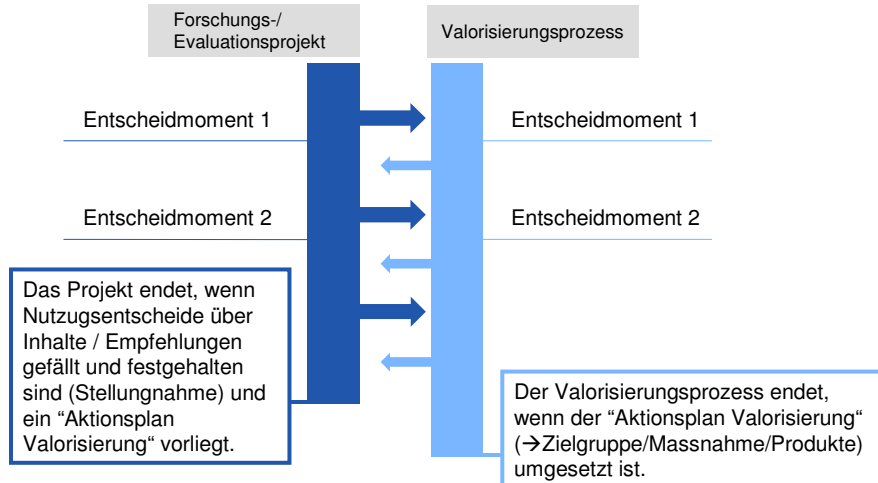 Forschungs-/
Evaluationsprojekt
Valorisierungsprozess
Entscheidmoment 1
Entscheidmoment 1
Entscheidmoment 2
Entscheidmoment 2
Das Projekt endet, wenn
Nutzugsentscheide über
Inhalte / Empfehlungen
gefällt und festgehalten
sind (Stellungnahme) und
ein “Aktionsplan
Valorisierung“ vorliegt.
Der Valorisierungsprozess endet,
wenn der “Aktionsplan Valorisierung“
(→Zielgruppe/Massnahme/Produkte)
umgesetzt ist.